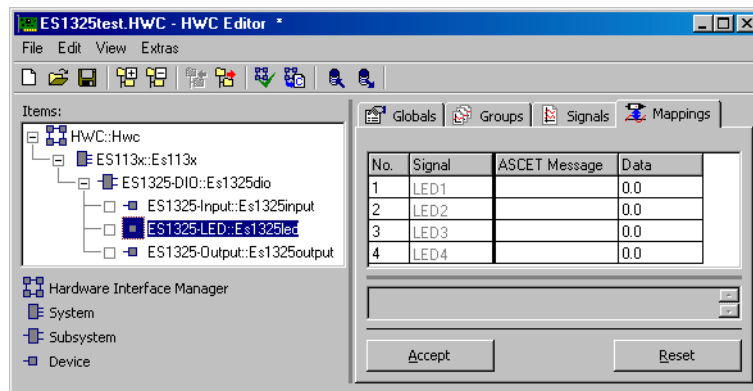 ES1325test.HWC - HWC Editor *
File Edit View Extras
Items:
HWC::Hwc
ES113x::Es113x
ES1325-DIO::Es1325dio
ES1325-Input::Es1325input
ES1325-LED::Es1325led
ES1325-Output::Es1325output
Hardware Interface Manager
System
Subsystem
Device
Globals Groups Signals Mappings
No. Signal ASCET Message Data
1 LED1 0.0
2 LED2 0.0
3 LED3 0.0
4 LED4 0.0
Accept Reset